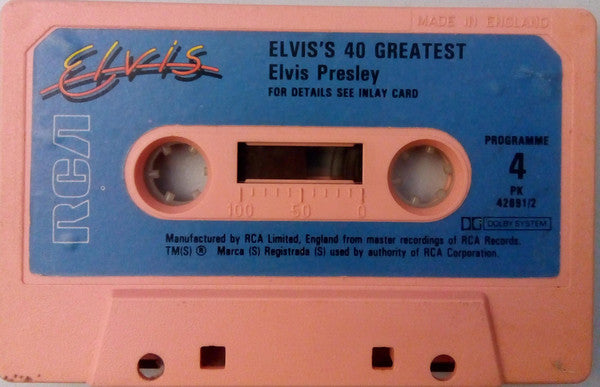 MADE IN ENGLAND
Elvis
ELVIS'S 40 GREATEST
Elvis Presley
FOR DETAILS SEE INLAY CARD
RCA
PROGRAMME
4
PK
42691/2
100 50 0
DOLBY SYSTEM
Manufactured by RCA Limited, England from master recordings of RCA Records.
TM(S) ® Marca (S) Registrada (S) used by authority of RCA Corporation.